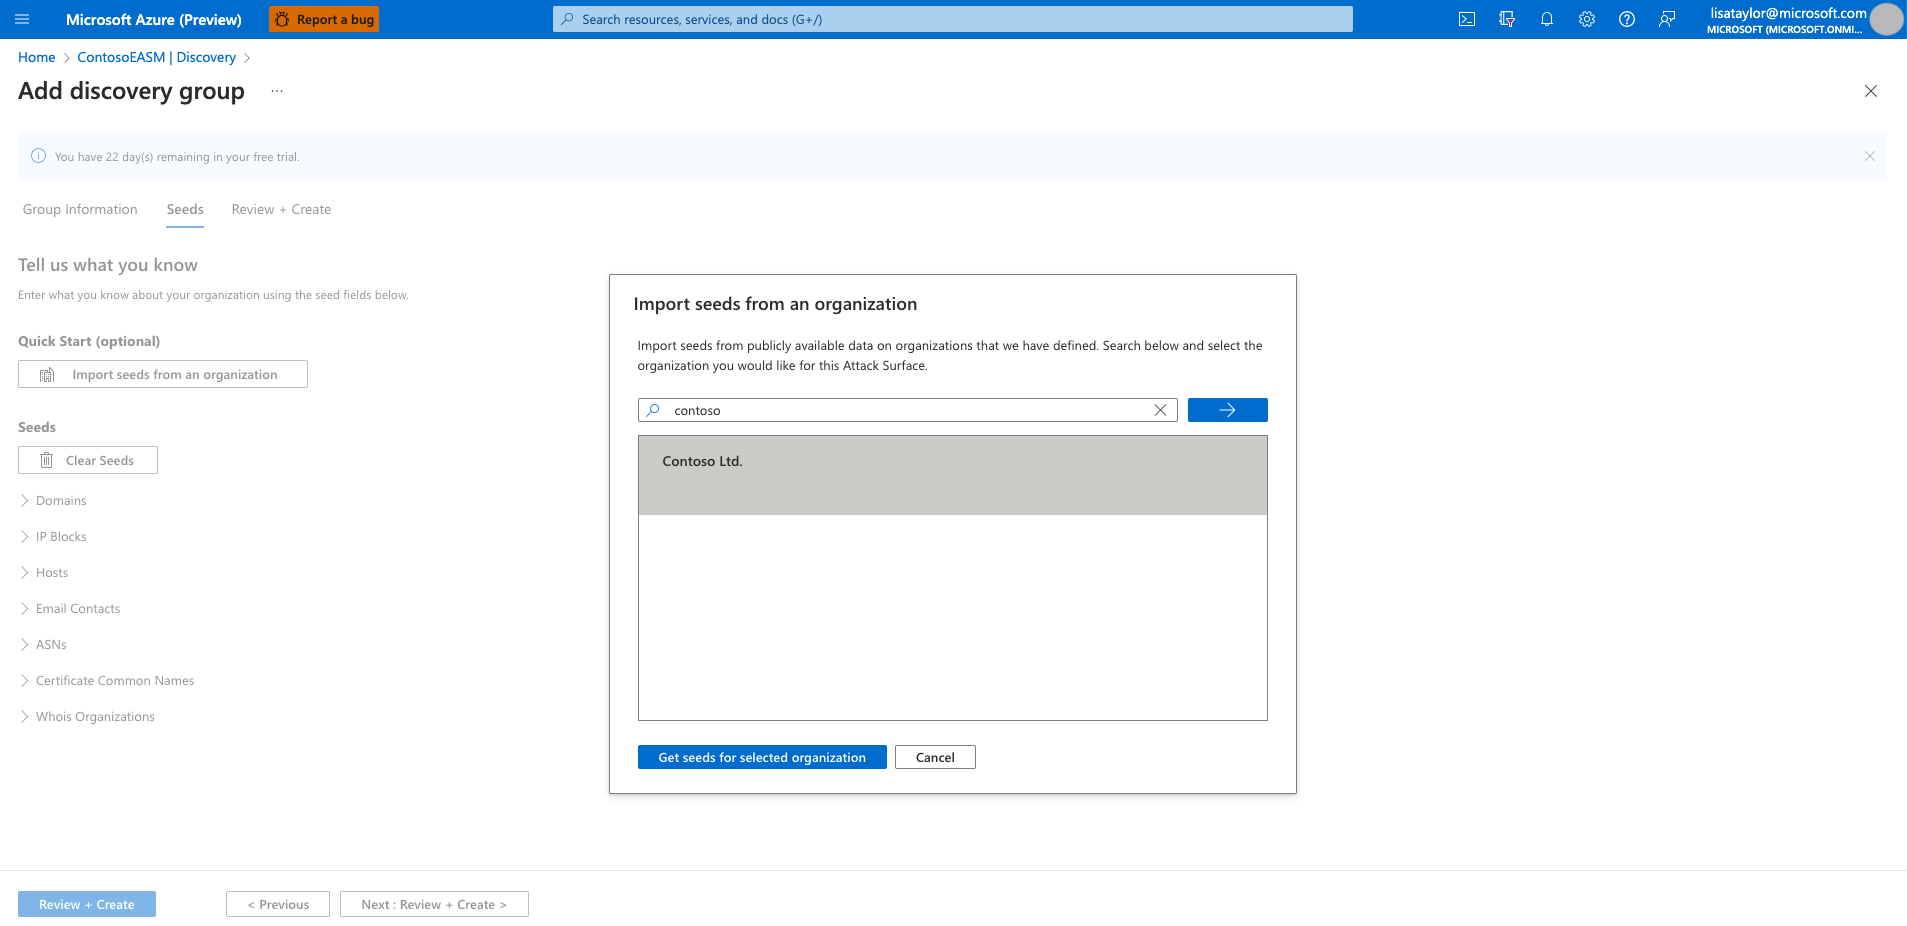 Microsoft Azure (Preview)
Report a bug
Search resources, services, and docs (G+/)
lisataylor@microsoft.com
MICROSOFT (MICROSOFT.ONMI...
Home > ContosoEASM | Discovery >
Add discovery group ...
You have 22 day(s) remaining in your free trial.
Group Information Seeds Review + Create
Tell us what you know
Enter what you know about your organization using the seed fields below.
Quick Start (optional)
Import seeds from an organization
Seeds
Clear Seeds
Domains
IP Blocks
Hosts
Email Contacts
ASNs
Certificate Common Names
Whois Organizations
Import seeds from an organization
Import seeds from publicly available data on organizations that we have defined. Search below and select the
organization you would like for this Attack Surface.
contoso
Contoso Ltd.
Get seeds for selected organization
Cancel
Review + Create
< Previous
Next : Review + Create >